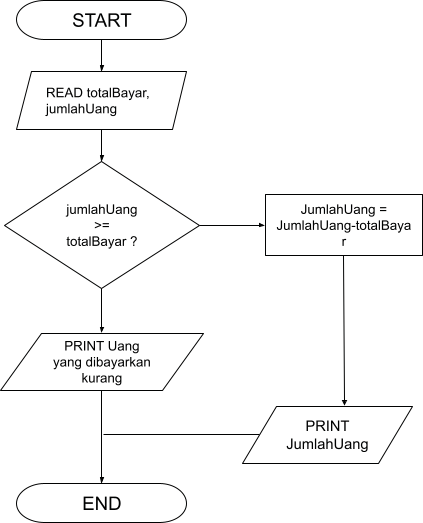 START
READ totalBayar,
jumlahUang
jumlahUang
>=
totalBayar ?
JumlahUang =
JumlahUang-totalBaya
r
PRINT Uang
yang dibayarkan
kurang
PRINT
JumlahUang
END